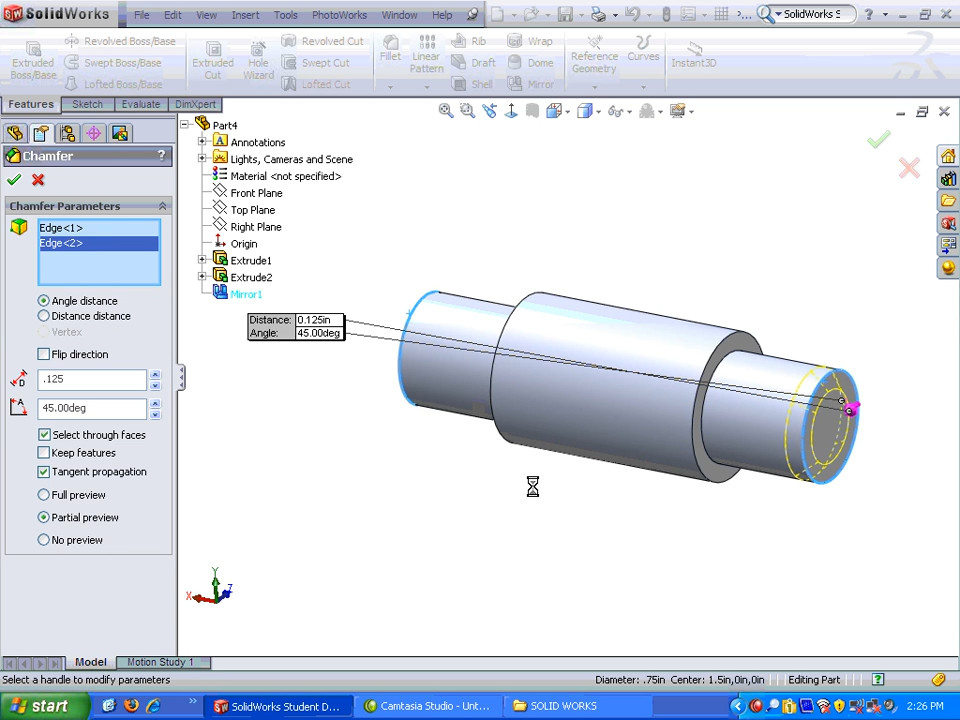 SolidWorks File Edit View Insert Tools PhotoWorks Window Help SolidWorks S
Extruded Boss/Base Revolved Boss/Base Swept Boss/Base Lofted Boss/Base Extruded Cut Hole Wizard Revolved Cut Swept Cut Lofted Cut Fillet Linear Pattern Rib Draft Shell Wrap Dome Mirror Reference Geometry Curves Instant3D
Features Sketch Evaluate DimXpert
Chamfer ?
Chamfer Parameters
Edge<1>
Edge<2>
Angle distance
Distance distance
Vertex
Flip direction
.125
45.00deg
Select through faces
Keep features
Tangent propagation
Full preview
Partial preview
No preview
Part4
Annotations
Lights, Cameras and Scene
Material <not specified>
Front Plane
Top Plane
Right Plane
Origin
Extrude1
Extrude2
Mirror1
Distance: 0.125in
Angle: 45.00deg
Y
X
Z
Model Motion Study 1
Select a handle to modify parameters Diameter: .75in Center: 1.5in,0in,0in Editing Part
start SolidWorks Student D... Camtasia Studio - Unt... SOLID WORKS 2:26 PM